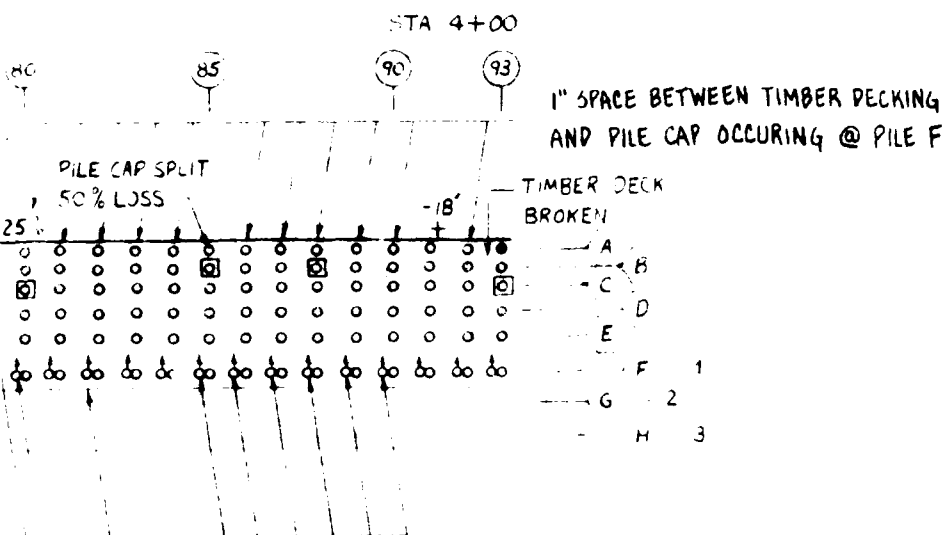 STA 4+00
80
85
90
93
1" SPACE BETWEEN TIMBER DECKING
AND PILE CAP OCCURING @ PILE F
PILE CAP SPLIT
50% LOSS
TIMBER DECK
BROKEN
-18'
25
A
B
C
D
E
F 1
G 2
H 3